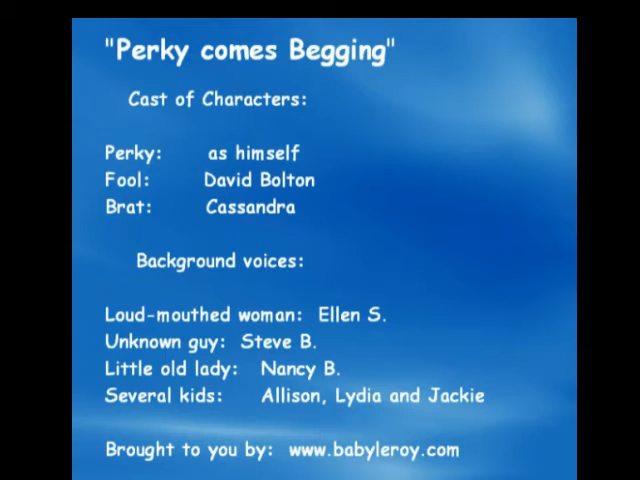 "Perky comes Begging"
Cast of Characters:
Perky: as himself
Fool: David Bolton
Brat: Cassandra
Background voices:
Loud-mouthed woman: Ellen S.
Unknown guy: Steve B.
Little old lady: Nancy B.
Several kids: Allison, Lydia and Jackie
Brought to you by: www.babyleroy.com